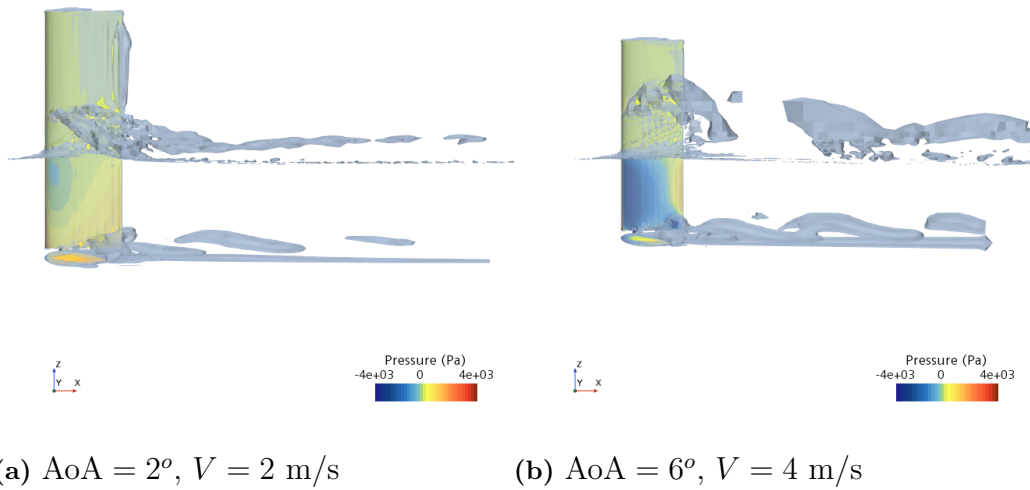 Z
Y X
Pressure (Pa)
-4e+03 0 4e+03
Z
Y X
Pressure (Pa)
-4e+03 0 4e+03
(a) AoA = 2°, V = 2 m/s
(b) AoA = 6°, V = 4 m/s